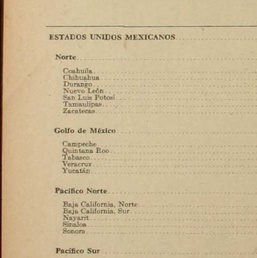 ESTADOS UNIDOS MEXICANOS
Norte
Coahuila
Chihuahua
Durango
Nuevo León
San Luis Potosí
Tamaulipas
Zacatecas
Golfo de México
Campeche
Quintana Roo
Tabasco
Veracruz
Yucatán
Pacífico Norte
Baja California, Norte
Baja California, Sur
Nayarit
Sinaloa
Sonora
Pacífico Sur